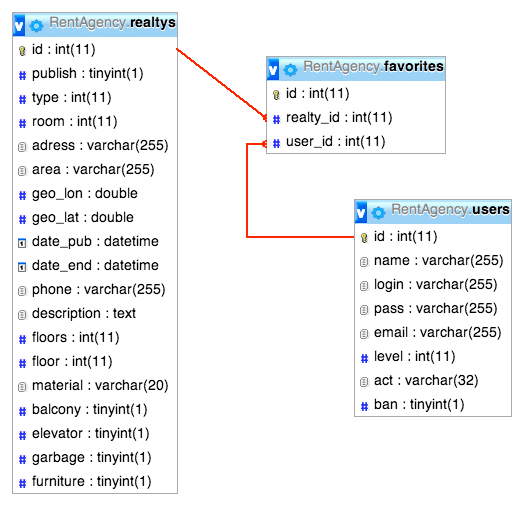 RentAgency.realtys
id : int(11)
publish : tinyint(1)
type : int(11)
room : int(11)
adress : varchar(255)
area : varchar(255)
geo_lon : double
geo_lat : double
date_pub : datetime
date_end : datetime
phone : varchar(255)
description : text
floors : int(11)
floor : int(11)
material : varchar(20)
balcony : tinyint(1)
elevator : tinyint(1)
garbage : tinyint(1)
furniture : tinyint(1)
RentAgency.favorites
id : int(11)
realty_id : int(11)
user_id : int(11)
RentAgency.users
id : int(11)
name : varchar(255)
login : varchar(255)
pass : varchar(255)
email : varchar(255)
level : int(11)
act : varchar(32)
ban : tinyint(1)